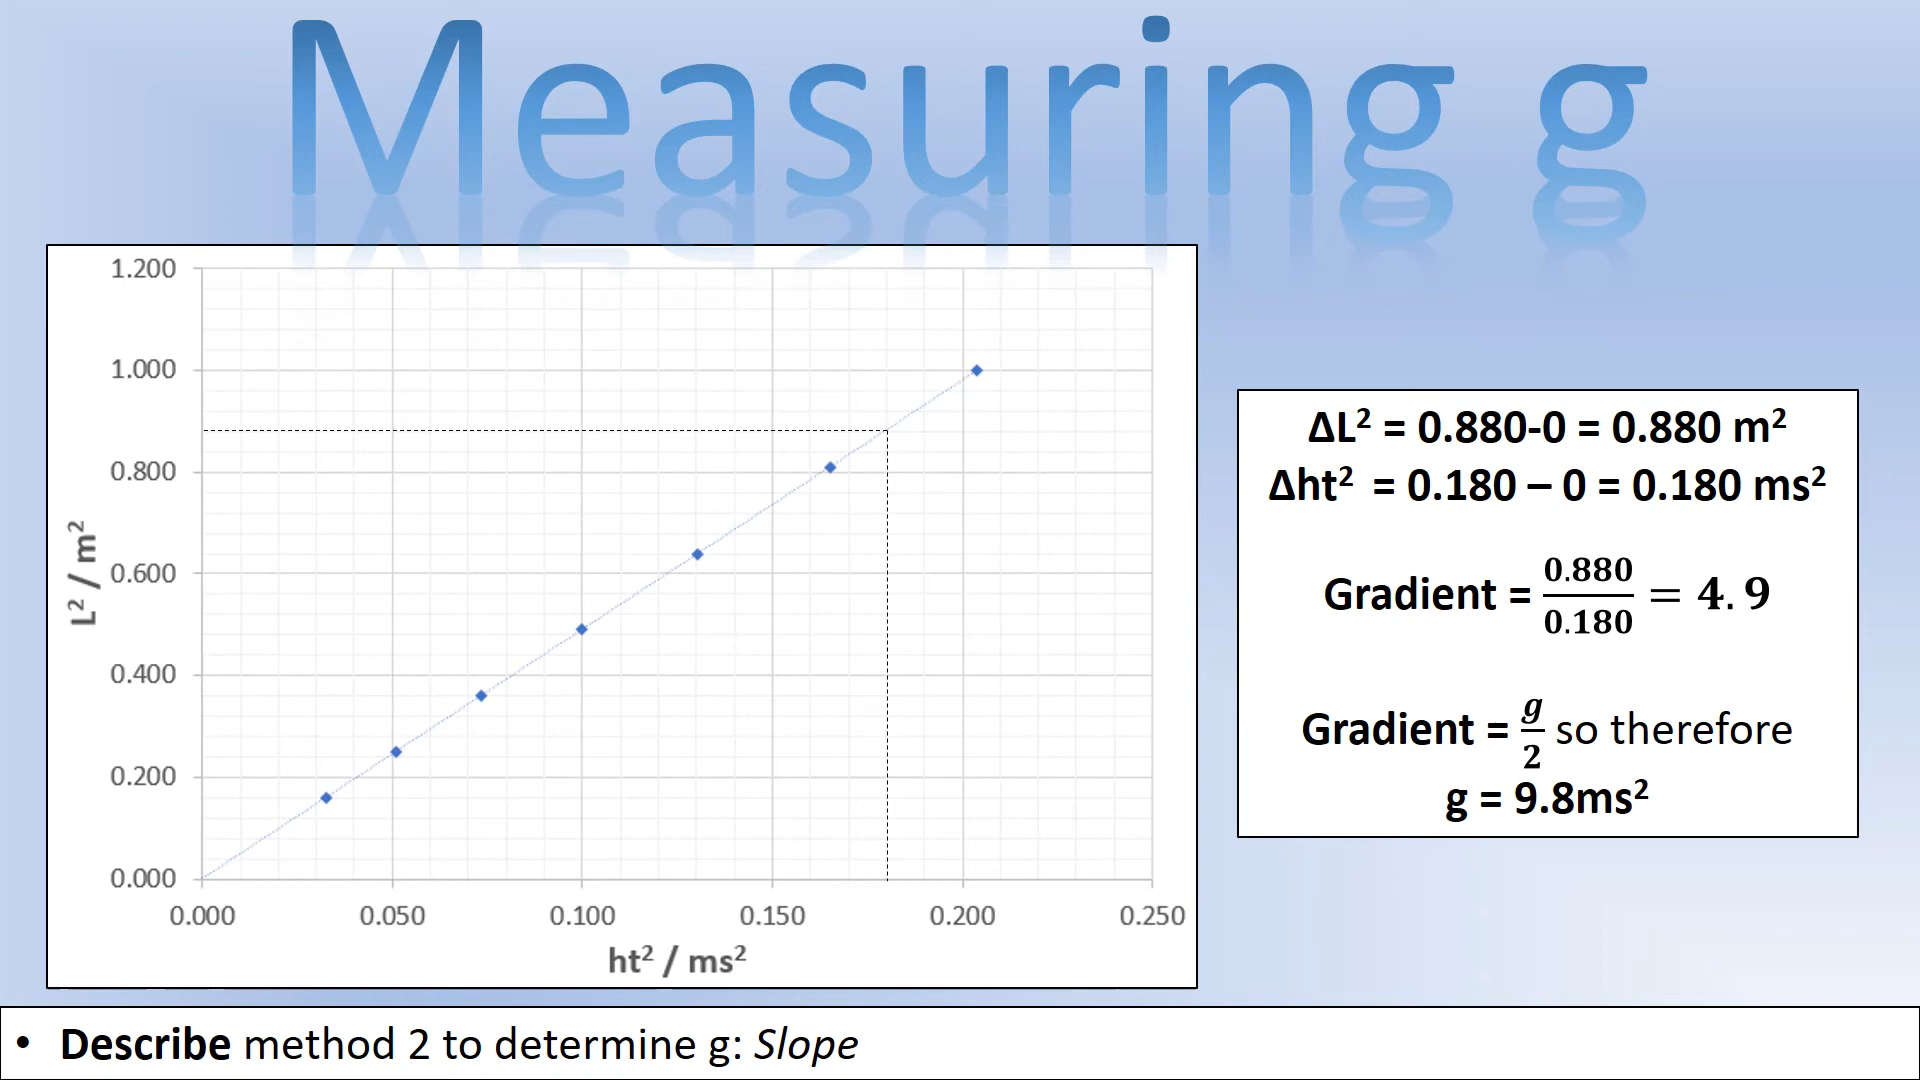 Measuring g
1.200
1.000
0.800
0.600
0.400
0.200
0.000
L² / m²
0.000 0.050 0.100 0.150 0.200 0.250
ht² / ms²
ΔL² = 0.880-0 = 0.880 m²
Δht² = 0.180 – 0 = 0.180 ms²
Gradient = 0.880/0.180 = 4.9
Gradient = g/2 so therefore
g = 9.8ms²
• Describe method 2 to determine g: Slope